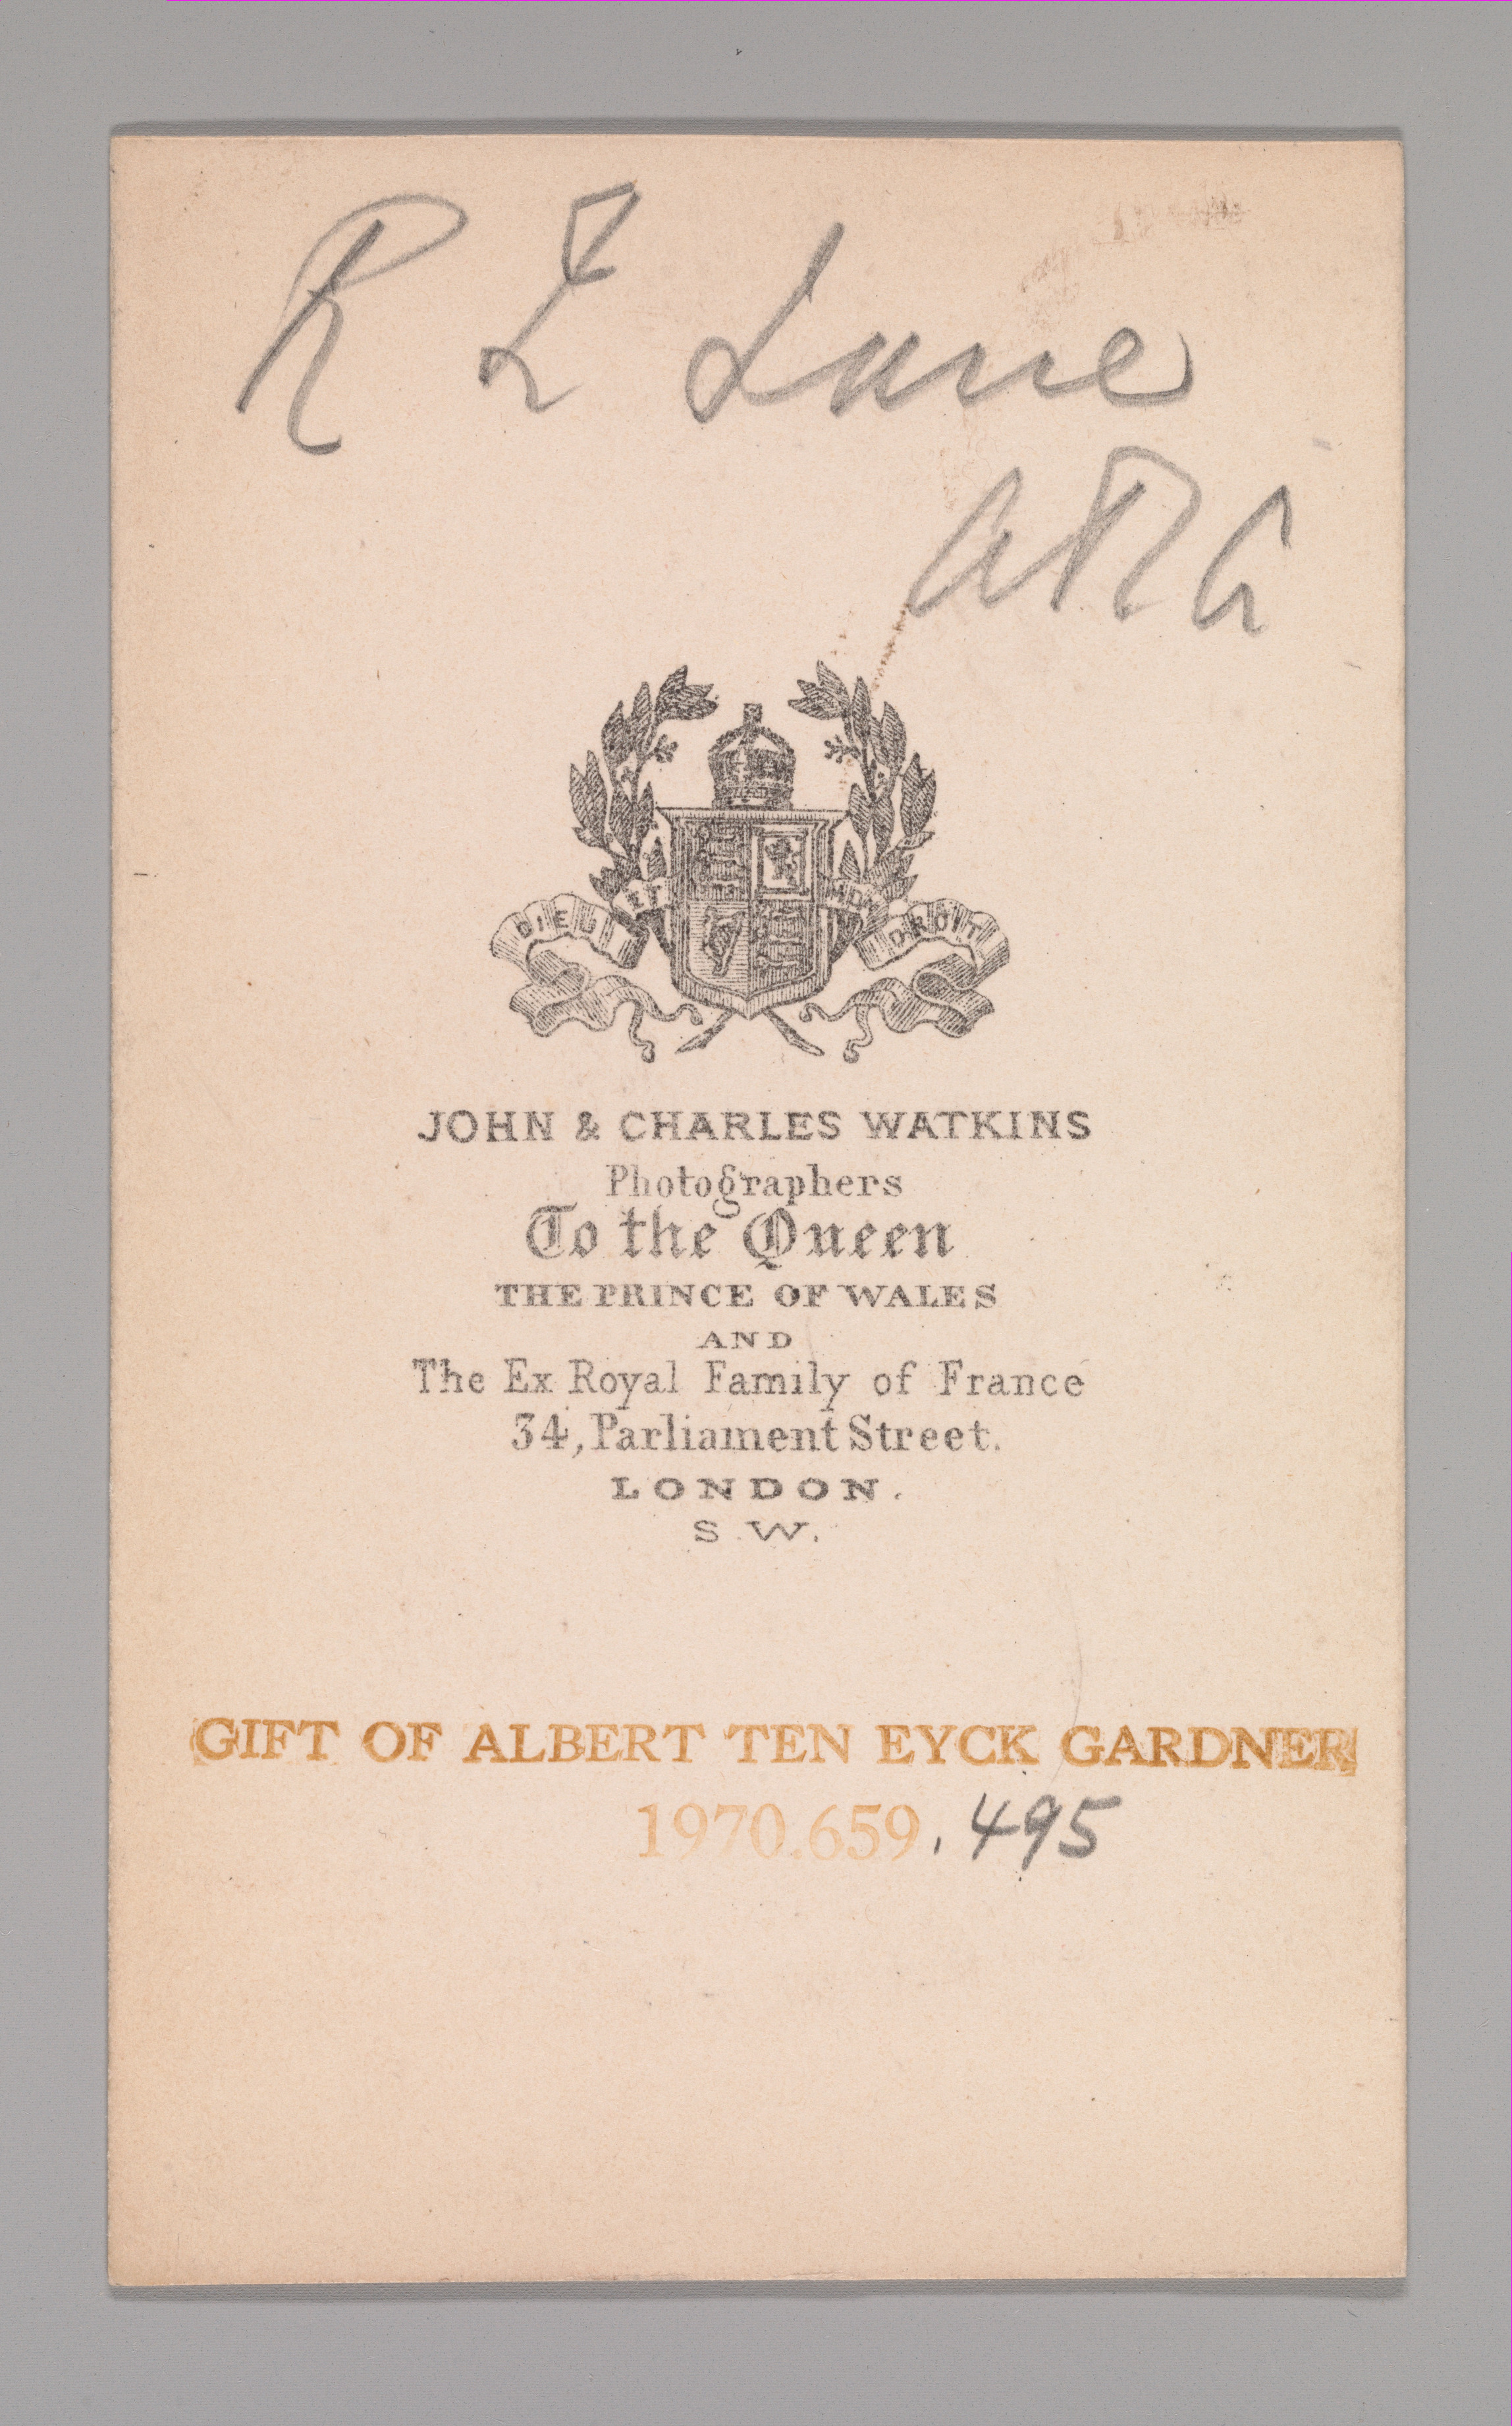 R J Lane
ARA
DIEU ET MON DROIT
JOHN & CHARLES WATKINS
Photographers
To the Queen
THE PRINCE OF WALES
AND
The Ex Royal Family of France
34, Parliament Street.
LONDON.
S.W.
GIFT OF ALBERT TEN EYCK GARDNER
1970.659.495